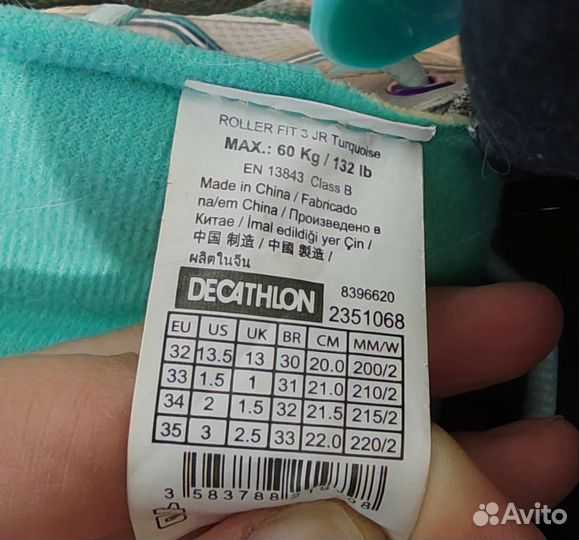 ROLLER FIT 3 JR Turquoise
MAX.: 60 Kg / 132 lb
EN 13843 Class B
Made in China / Fabricado
na/em China / Произведено в
Китае / İmal edildiği yer Çin /
中国 制造 / 中國 製造 /
ผลิตในจีน
DECATHLON 8396620
2351068
EU US UK BR CM MM/W
32 13.5 13 30 20.0 200/2
33 1.5 1 31 21.0 210/2
34 2 1.5 32 21.5 215/2
35 3 2.5 33 22.0 220/2
3 583788
Avito